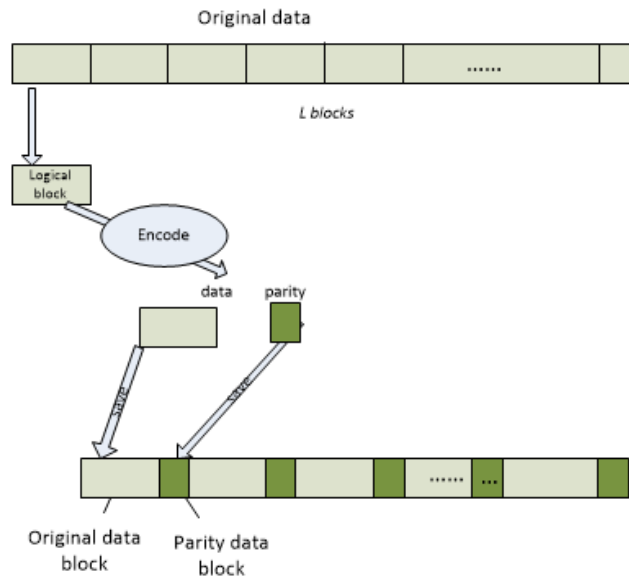 Original data
......
L blocks
Logical
block
Encode
data parity
save
save
...... ...
Original data
block
Parity data
block